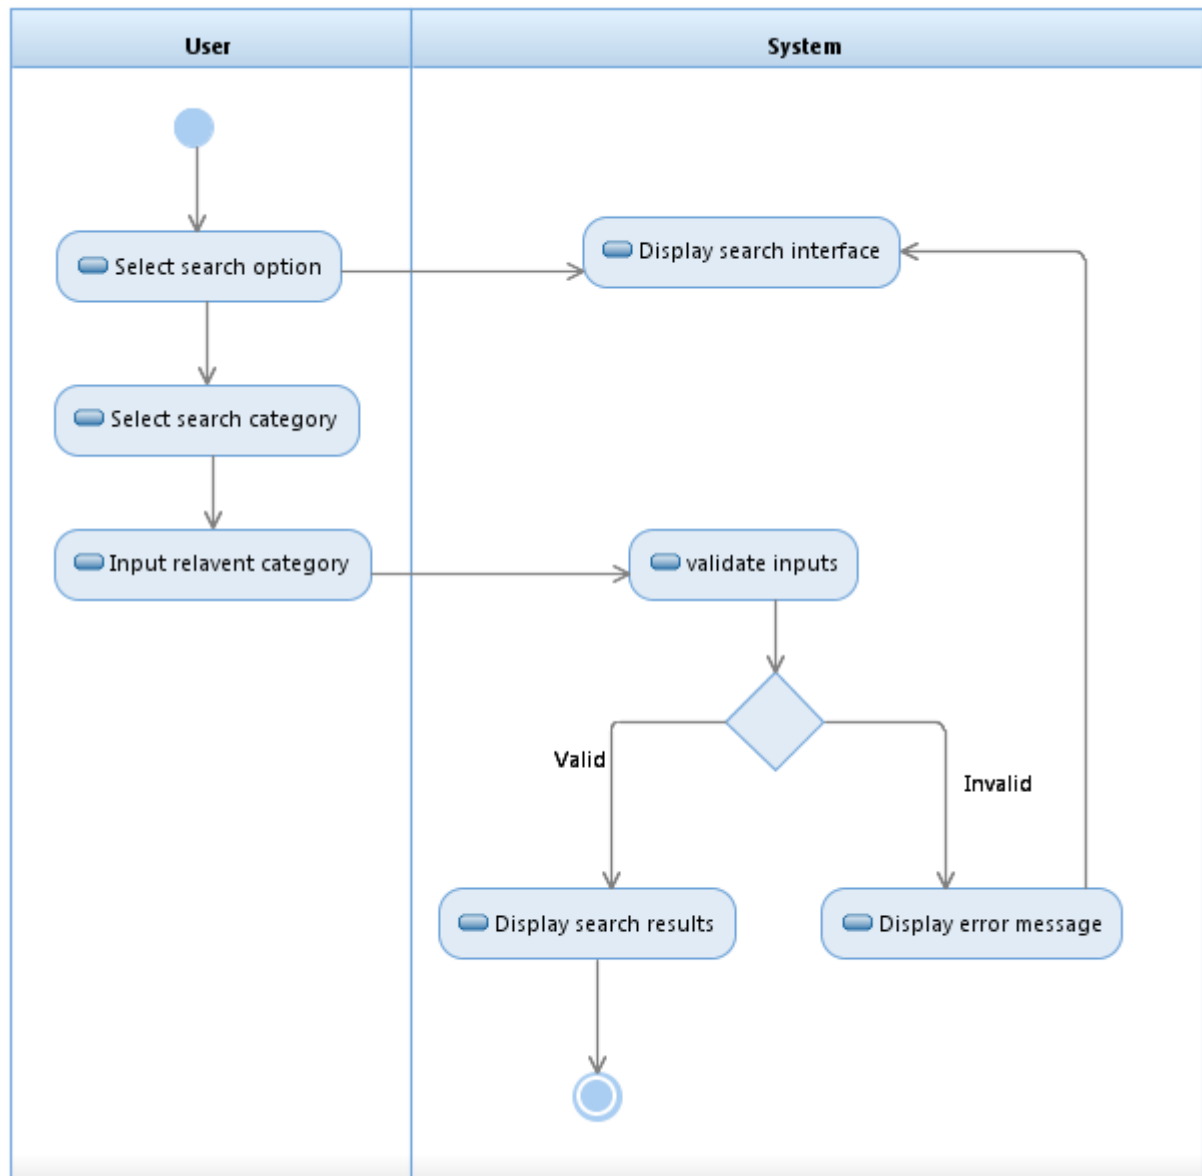 User
System
Select search option
Display search interface
Select search category
Input relavent category
validate inputs
Valid
Invalid
Display search results
Display error message